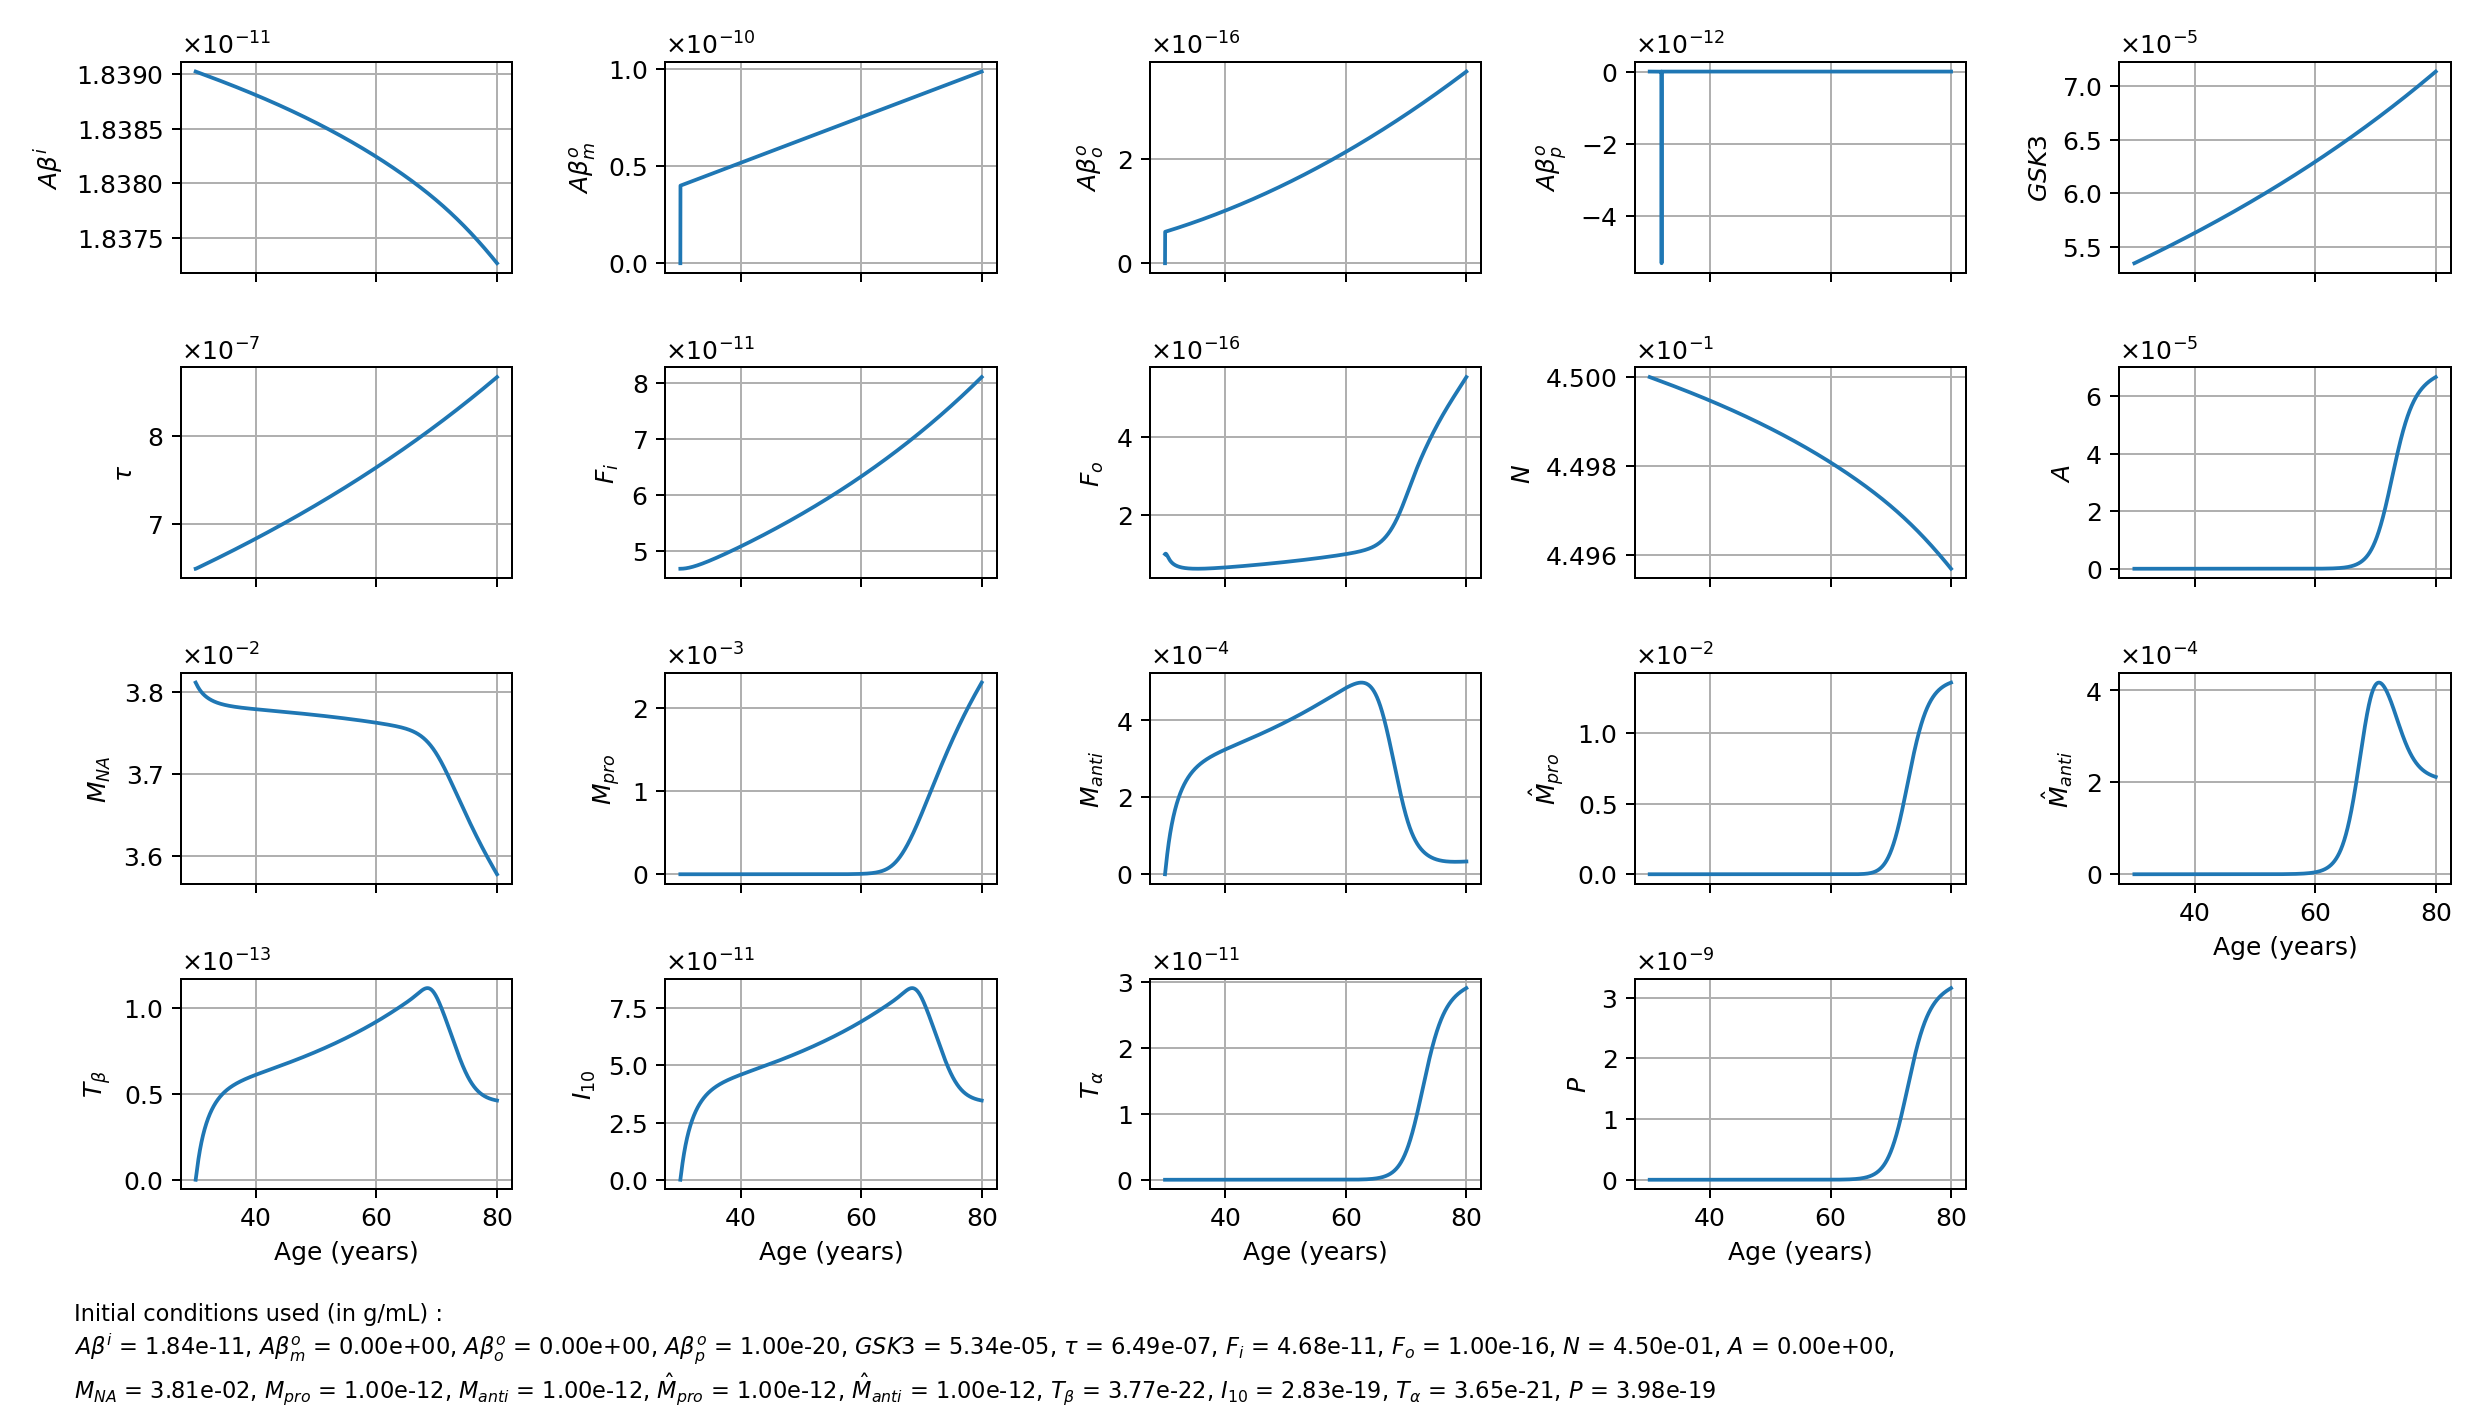 ×10⁻¹¹ ×10⁻¹⁰ ×10⁻¹⁶ ×10⁻¹² ×10⁻⁵
Aβⁱ 1.8390 1.8385 1.8380 1.8375
Aβₘᵒ 1.0 0.5 0.0
Aβₒᵒ 2 0
Aβₚᵒ 0 −2 −4
GSK3 7.0 6.5 6.0 5.5
×10⁻⁷ ×10⁻¹¹ ×10⁻¹⁶ ×10⁻¹ ×10⁻⁵
τ 8 7
Fᵢ 8 7 6 5
Fₒ 4 2
N 4.500 4.498 4.496
A 6 4 2 0
×10⁻² ×10⁻³ ×10⁻⁴ ×10⁻² ×10⁻⁴
M_NA 3.8 3.7 3.6
M_pro 2 1 0
M_anti 4 2 0
M̂_pro 1.0 0.5 0.0
M̂_anti 4 2 0
40 60 80
Age (years)
×10⁻¹³ ×10⁻¹¹ ×10⁻¹¹ ×10⁻⁹
T_β 1.0 0.5 0.0
I₁₀ 7.5 5.0 2.5 0.0
T_α 3 2 1 0
P 3 2 1 0
40 60 80 40 60 80 40 60 80 40 60 80
Age (years) Age (years) Age (years) Age (years)
Initial conditions used (in g/mL) :
Aβⁱ = 1.84e-11, Aβₘᵒ = 0.00e+00, Aβₒᵒ = 0.00e+00, Aβₚᵒ = 1.00e-20, GSK3 = 5.34e-05, τ = 6.49e-07, Fᵢ = 4.68e-11, Fₒ = 1.00e-16, N = 4.50e-01, A = 0.00e+00,
M_NA = 3.81e-02, M_pro = 1.00e-12, M_anti = 1.00e-12, M̂_pro = 1.00e-12, M̂_anti = 1.00e-12, T_β = 3.77e-22, I₁₀ = 2.83e-19, T_α = 3.65e-21, P = 3.98e-19